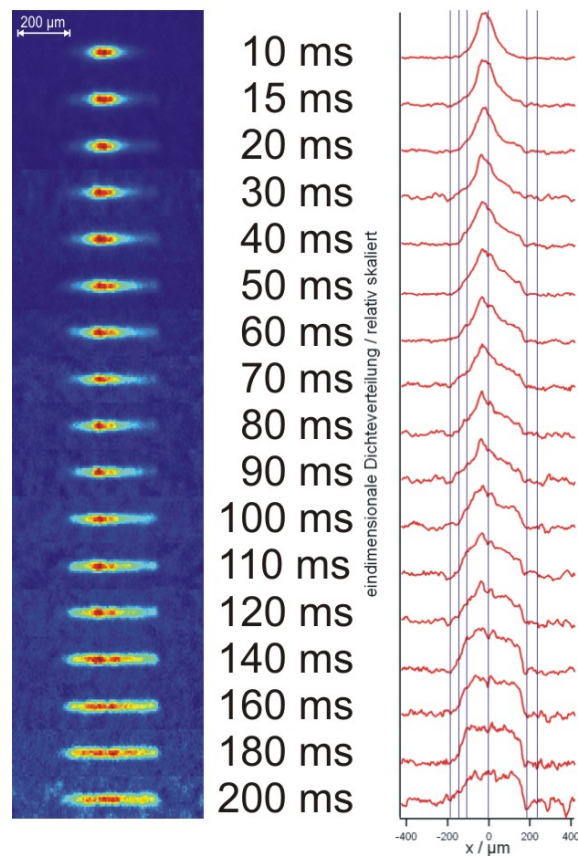 200 µm
10 ms
15 ms
20 ms
30 ms
40 ms
50 ms
60 ms
70 ms
80 ms
90 ms
100 ms
110 ms
120 ms
140 ms
160 ms
180 ms
200 ms
eindimensionale Dichteverteilung / relativ skaliert
-400 -200 0 200 400
x / µm